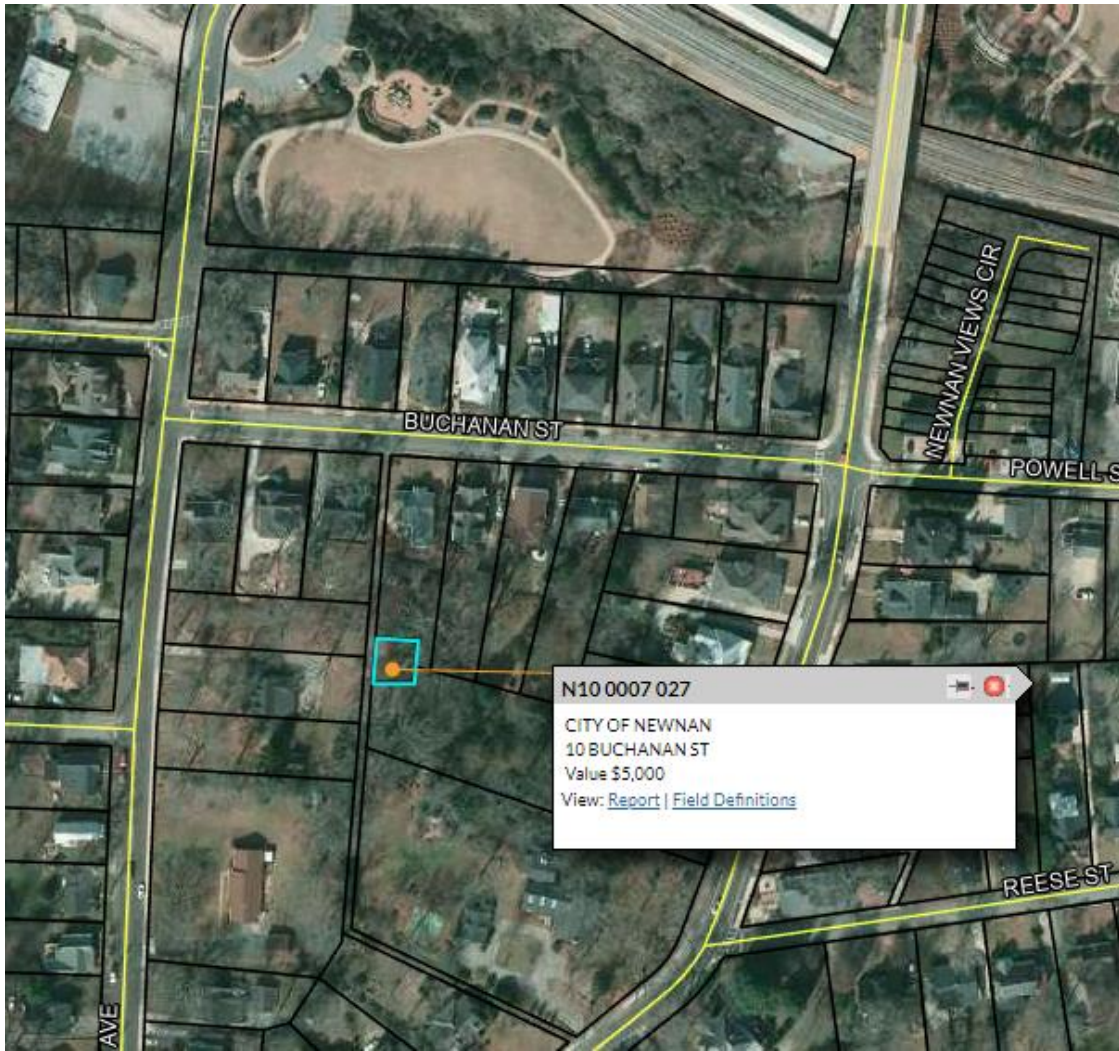 NEWNAN VIEWS CIR
BUCHANAN ST
POWELL S
N10 0007 027
CITY OF NEWNAN
10 BUCHANAN ST
Value $5,000
View: Report | Field Definitions
REESE ST
AVE